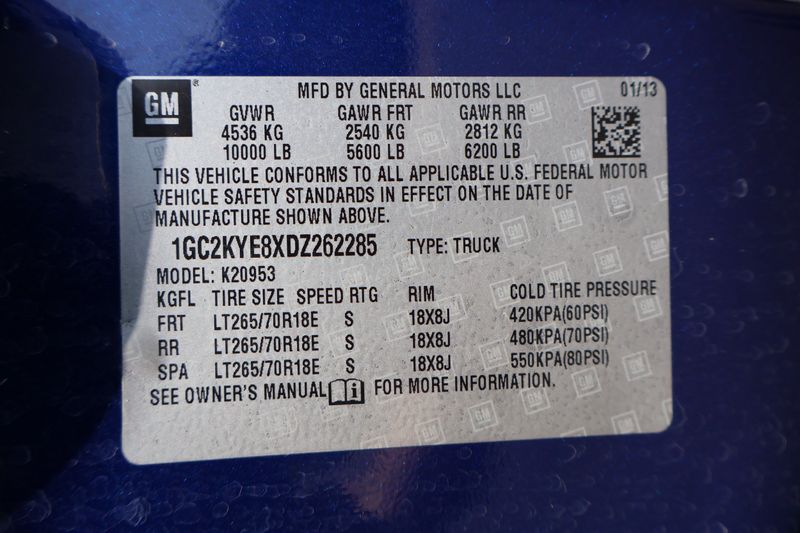 GM ® MFD BY GENERAL MOTORS LLC 01/13
GVWR GAWR FRT GAWR RR
4536 KG 2540 KG 2812 KG
10000 LB 5600 LB 6200 LB
THIS VEHICLE CONFORMS TO ALL APPLICABLE U.S. FEDERAL MOTOR
VEHICLE SAFETY STANDARDS IN EFFECT ON THE DATE OF
MANUFACTURE SHOWN ABOVE.
1GC2KYE8XDZ262285 TYPE: TRUCK
MODEL: K20953
KGFL TIRE SIZE SPEED RTG RIM COLD TIRE PRESSURE
FRT LT265/70R18E S 18X8J 420KPA(60PSI)
RR LT265/70R18E S 18X8J 480KPA(70PSI)
SPA LT265/70R18E S 18X8J 550KPA(80PSI)
SEE OWNER'S MANUAL i FOR MORE INFORMATION.